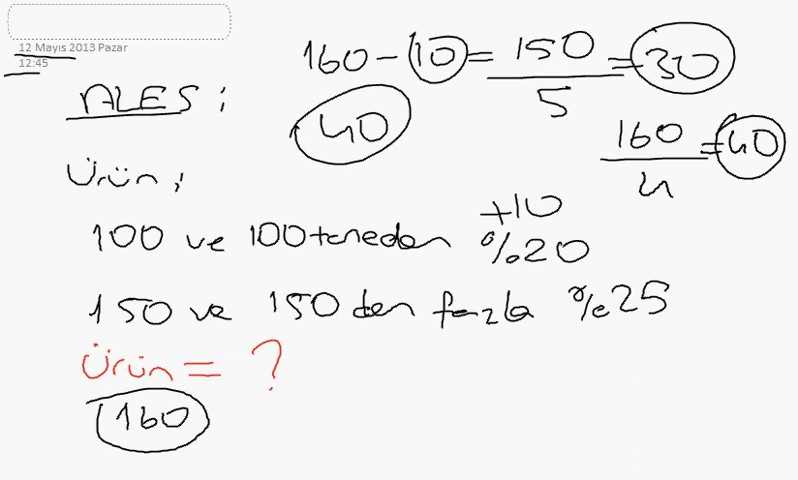 12 Mayıs 2013 Pazar
12:45
160-10=150/5=30
40
160/4=40
ALES:
Ürün;
+10
100 ve 100 taneden %20
150 ve 150 den fazla %25
Ürün = ?
160